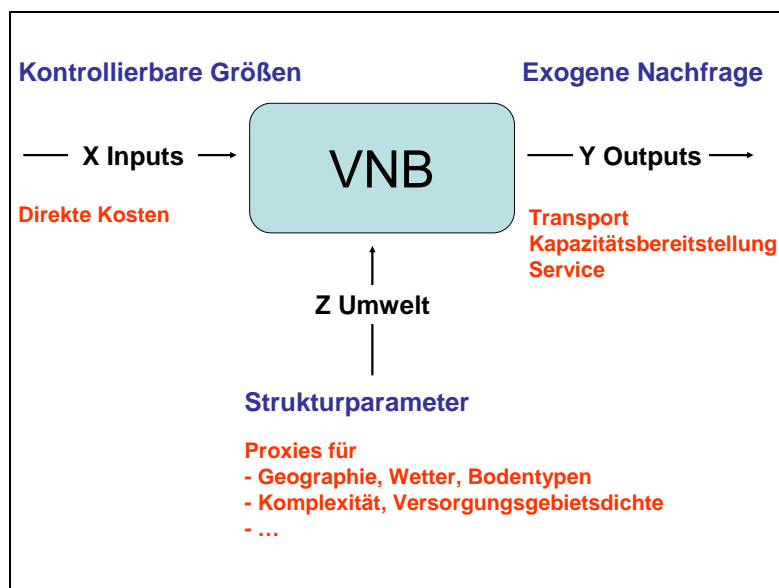 Kontrollierbare Größen
Exogene Nachfrage
X Inputs
VNB
Y Outputs
Direkte Kosten
Transport
Kapazitätsbereitstellung
Service
Z Umwelt
Strukturparameter
Proxies für
- Geographie, Wetter, Bodentypen
- Komplexität, Versorgungsgebietsdichte
- ...